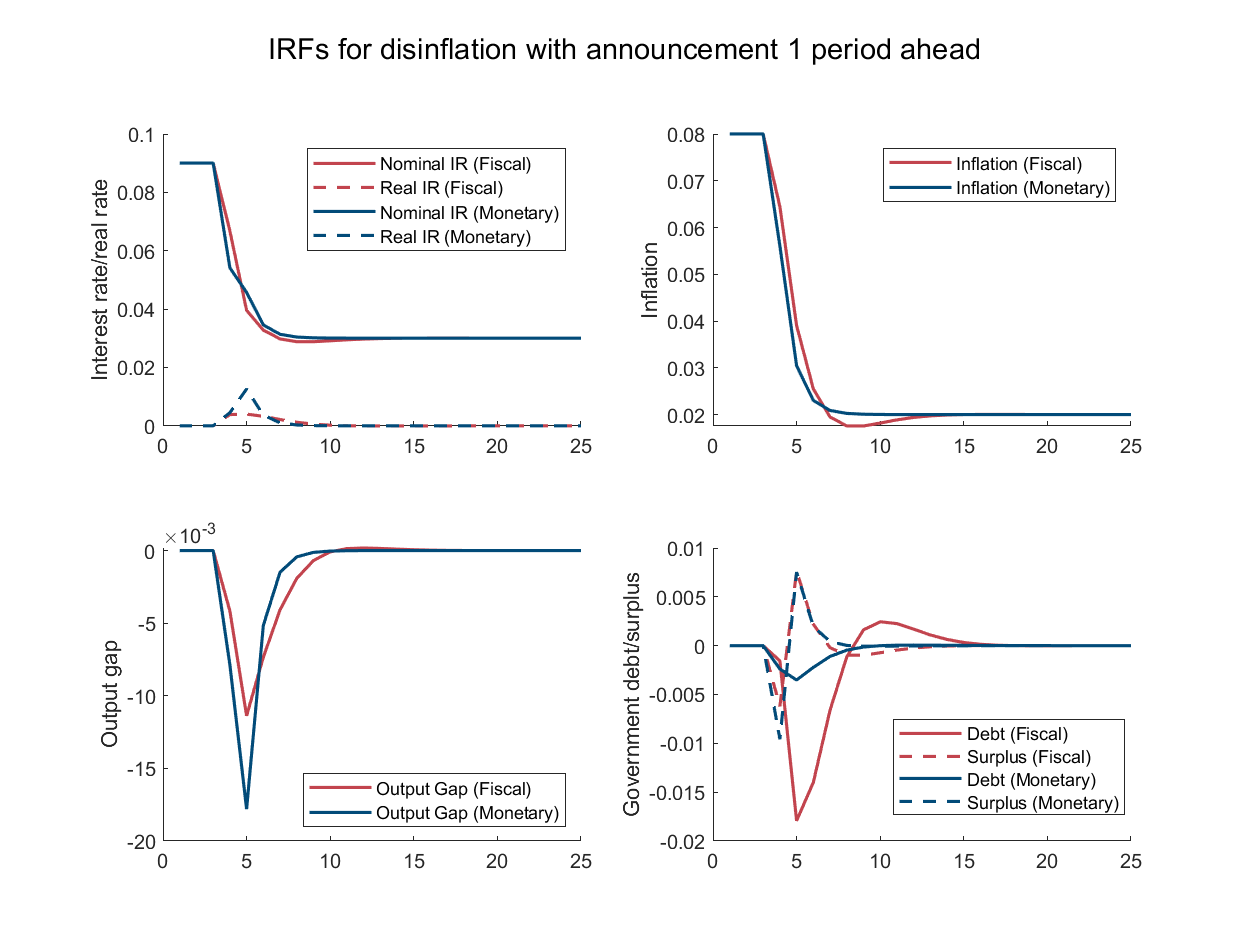 IRFs for disinflation with announcement 1 period ahead
Interest rate/real rate
0.1
0.08
0.06
0.04
0.02
0
0 5 10 15 20 25
Nominal IR (Fiscal)
Real IR (Fiscal)
Nominal IR (Monetary)
Real IR (Monetary)
Inflation
0.08
0.07
0.06
0.05
0.04
0.03
0.02
0 5 10 15 20 25
Inflation (Fiscal)
Inflation (Monetary)
Output gap
×10⁻³
0
-5
-10
-15
-20
0 5 10 15 20 25
Output Gap (Fiscal)
Output Gap (Monetary)
Government debt/surplus
0.01
0.005
0
-0.005
-0.01
-0.015
-0.02
0 5 10 15 20 25
Debt (Fiscal)
Surplus (Fiscal)
Debt (Monetary)
Surplus (Monetary)